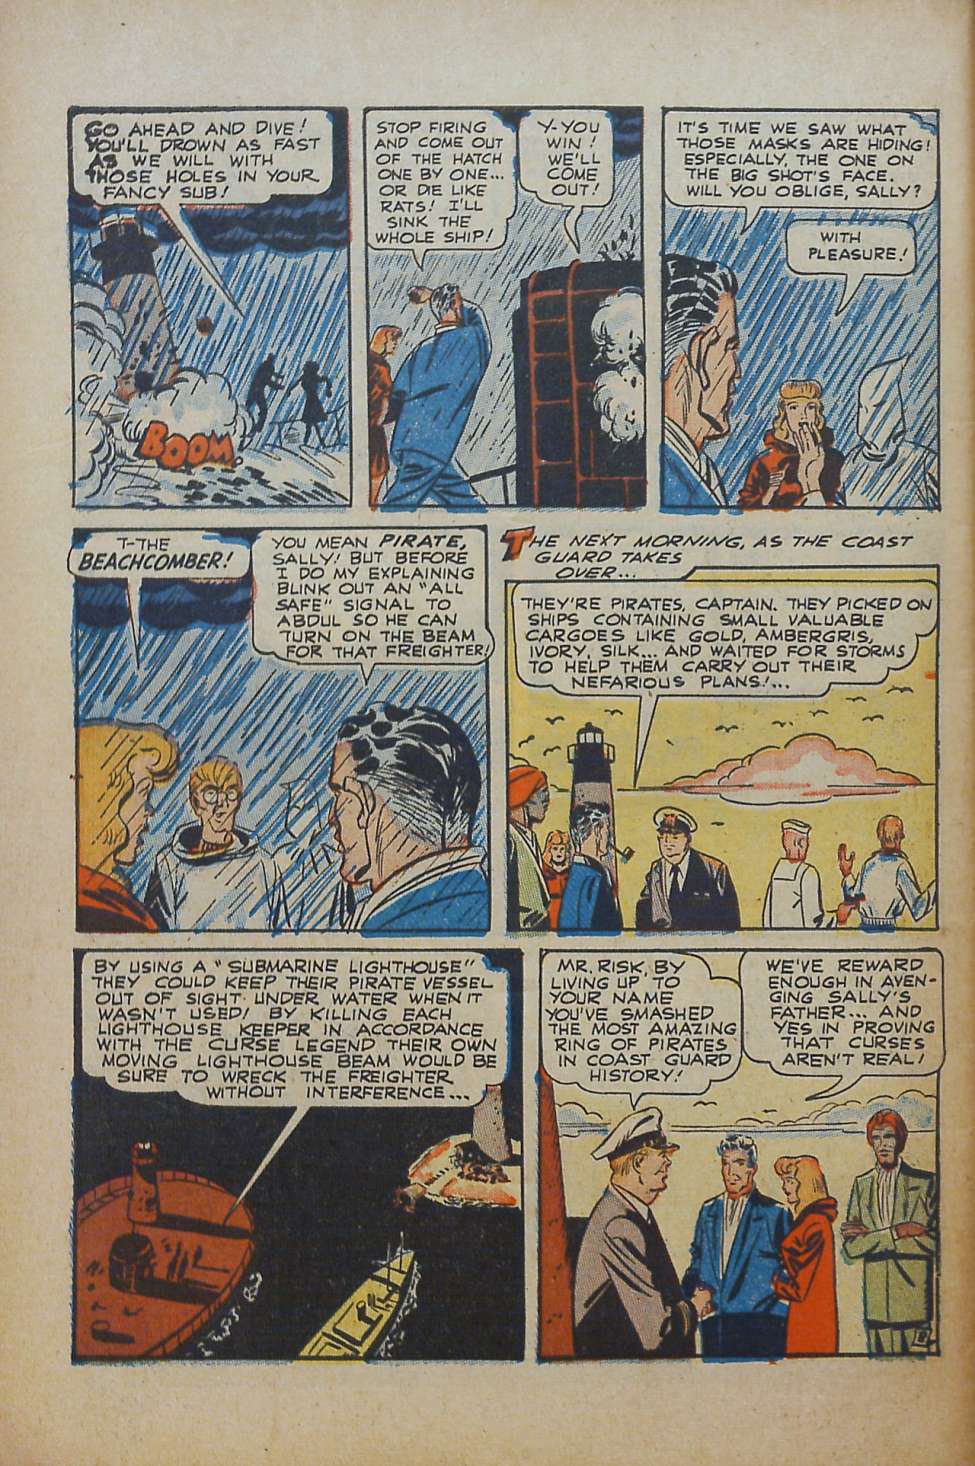 GO AHEAD AND DIVE!
YOU'LL DROWN AS FAST
AS WE WILL WITH
THOSE HOLES IN YOUR
FANCY SUB!
BOOM
STOP FIRING
AND COME OUT
OF THE HATCH
ONE BY ONE...
OR DIE LIKE
RATS! I'LL
SINK THE
WHOLE SHIP!
Y-YOU
WIN!
WE'LL
COME
OUT!
IT'S TIME WE SAW WHAT
THOSE MASKS ARE HIDING!
ESPECIALLY, THE ONE ON
THE BIG SHOT'S FACE.
WILL YOU OBLIGE, SALLY?
WITH
PLEASURE!
T-THE
BEACHCOMBER!
YOU MEAN PIRATE,
SALLY! BUT BEFORE
I DO MY EXPLAINING
BLINK OUT AN "ALL
SAFE" SIGNAL TO
ABDUL SO HE CAN
TURN ON THE BEAM
FOR THAT FREIGHTER!
THE NEXT MORNING, AS THE COAST
GUARD TAKES
OVER...
THEY'RE PIRATES, CAPTAIN. THEY PICKED ON
SHIPS CONTAINING SMALL VALUABLE
CARGOES LIKE GOLD, AMBERGRIS,
IVORY, SILK... AND WAITED FOR STORMS
TO HELP THEM CARRY OUT THEIR
NEFARIOUS PLANS!...
BY USING A "SUBMARINE LIGHTHOUSE"
THEY COULD KEEP THEIR PIRATE VESSEL
OUT OF SIGHT UNDER WATER WHEN IT
WASN'T USED! BY KILLING EACH
LIGHTHOUSE KEEPER IN ACCORDANCE
WITH THE CURSE LEGEND THEIR OWN
MOVING LIGHTHOUSE BEAM WOULD BE
SURE TO WRECK THE FREIGHTER
WITHOUT INTERFERENCE...
MR. RISK, BY
LIVING UP TO
YOUR NAME
YOU'VE SMASHED
THE MOST AMAZING
RING OF PIRATES
IN COAST GUARD
HISTORY!
WE'VE REWARD
ENOUGH IN AVEN-
GING SALLY'S
FATHER... AND
YES IN PROVING
THAT CURSES
AREN'T REAL!
8